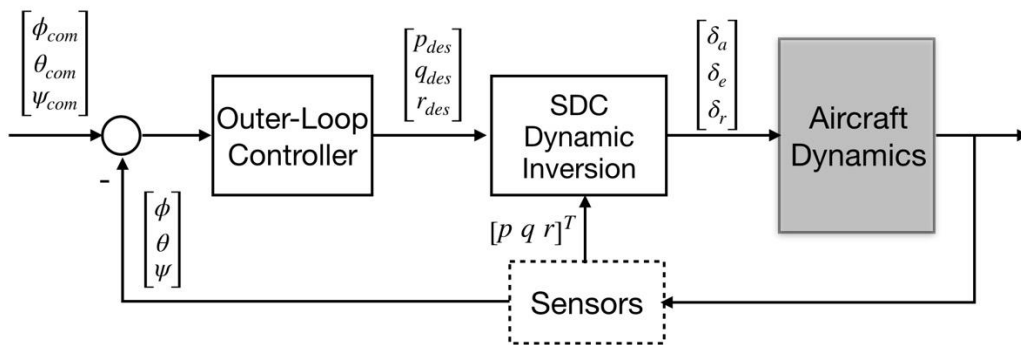 ϕ_com
θ_com
ψ_com
p_des
q_des
r_des
δ_a
δ_e
δ_r
Outer-Loop
Controller
SDC
Dynamic
Inversion
Aircraft
Dynamics
-
ϕ
θ
ψ
[p q r]^T
Sensors